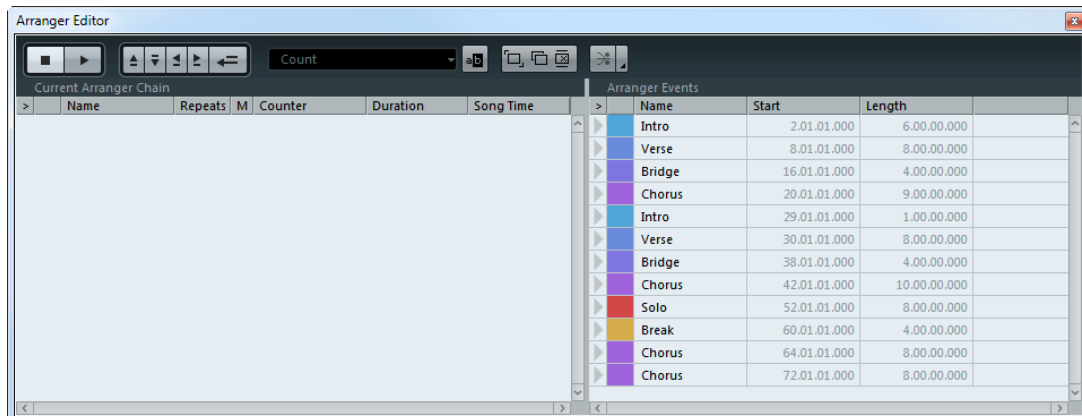 Arranger Editor
Count
ab
Current Arranger Chain
Arranger Events
> Name Repeats M Counter Duration Song Time
> Name Start Length
Intro 2.01.01.000 6.00.00.000
Verse 8.01.01.000 8.00.00.000
Bridge 16.01.01.000 4.00.00.000
Chorus 20.01.01.000 9.00.00.000
Intro 29.01.01.000 1.00.00.000
Verse 30.01.01.000 8.00.00.000
Bridge 38.01.01.000 4.00.00.000
Chorus 42.01.01.000 10.00.00.000
Solo 52.01.01.000 8.00.00.000
Break 60.01.01.000 4.00.00.000
Chorus 64.01.01.000 8.00.00.000
Chorus 72.01.01.000 8.00.00.000